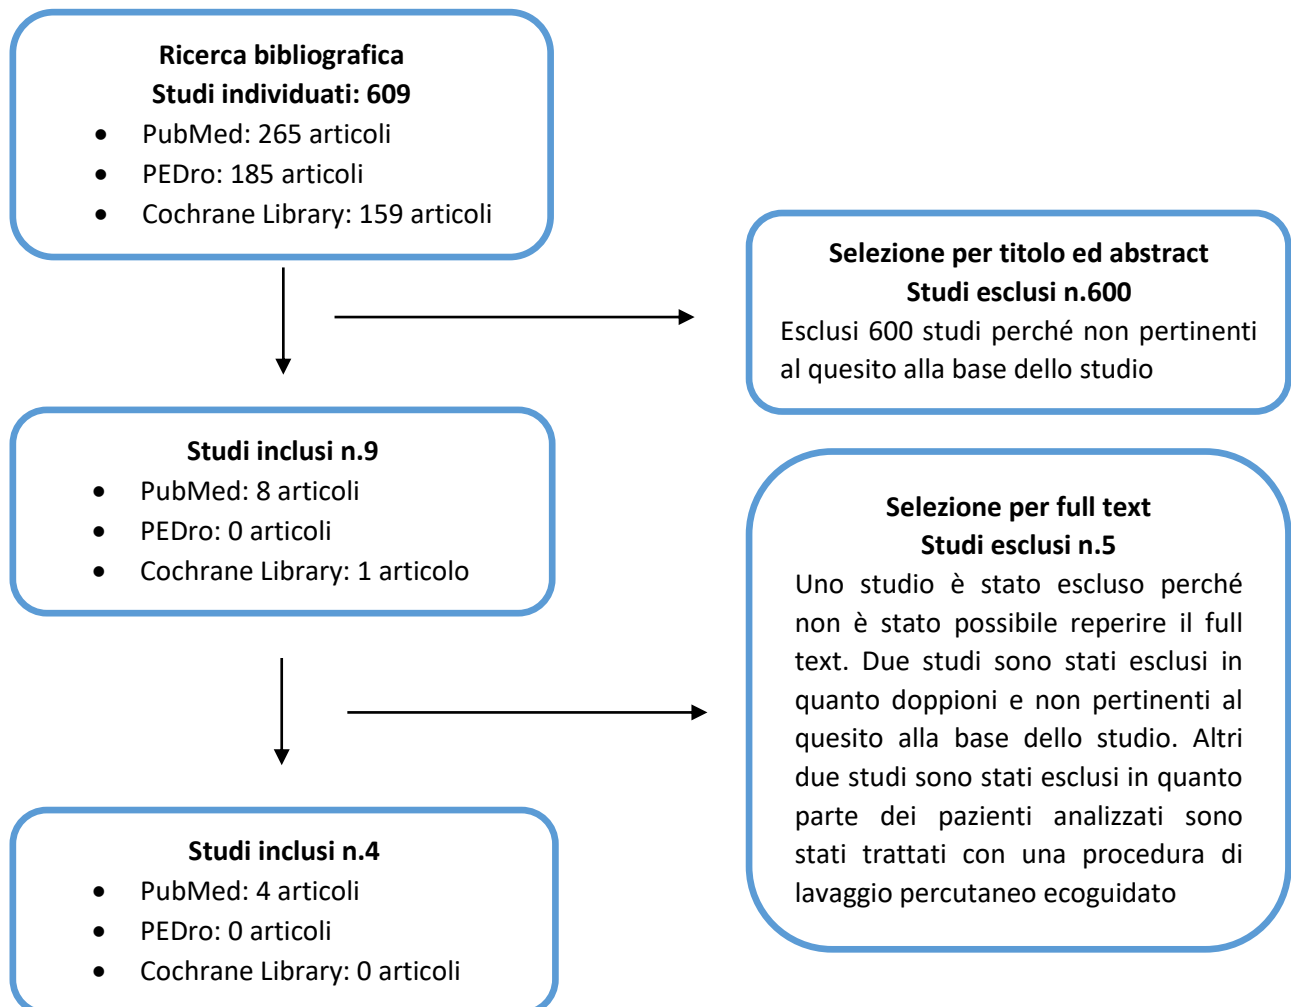 Ricerca bibliografica
Studi individuati: 609
• PubMed: 265 articoli
• PEDro: 185 articoli
• Cochrane Library: 159 articoli
Selezione per titolo ed abstract
Studi esclusi n.600
Esclusi 600 studi perché non pertinenti
al quesito alla base dello studio
Studi inclusi n.9
• PubMed: 8 articoli
• PEDro: 0 articoli
• Cochrane Library: 1 articolo
Selezione per full text
Studi esclusi n.5
Uno studio è stato escluso perché
non è stato possibile reperire il full
text. Due studi sono stati esclusi in
quanto doppioni e non pertinenti al
quesito alla base dello studio. Altri
due studi sono stati esclusi in quanto
parte dei pazienti analizzati sono
stati trattati con una procedura di
lavaggio percutaneo ecoguidato
Studi inclusi n.4
• PubMed: 4 articoli
• PEDro: 0 articoli
• Cochrane Library: 0 articoli